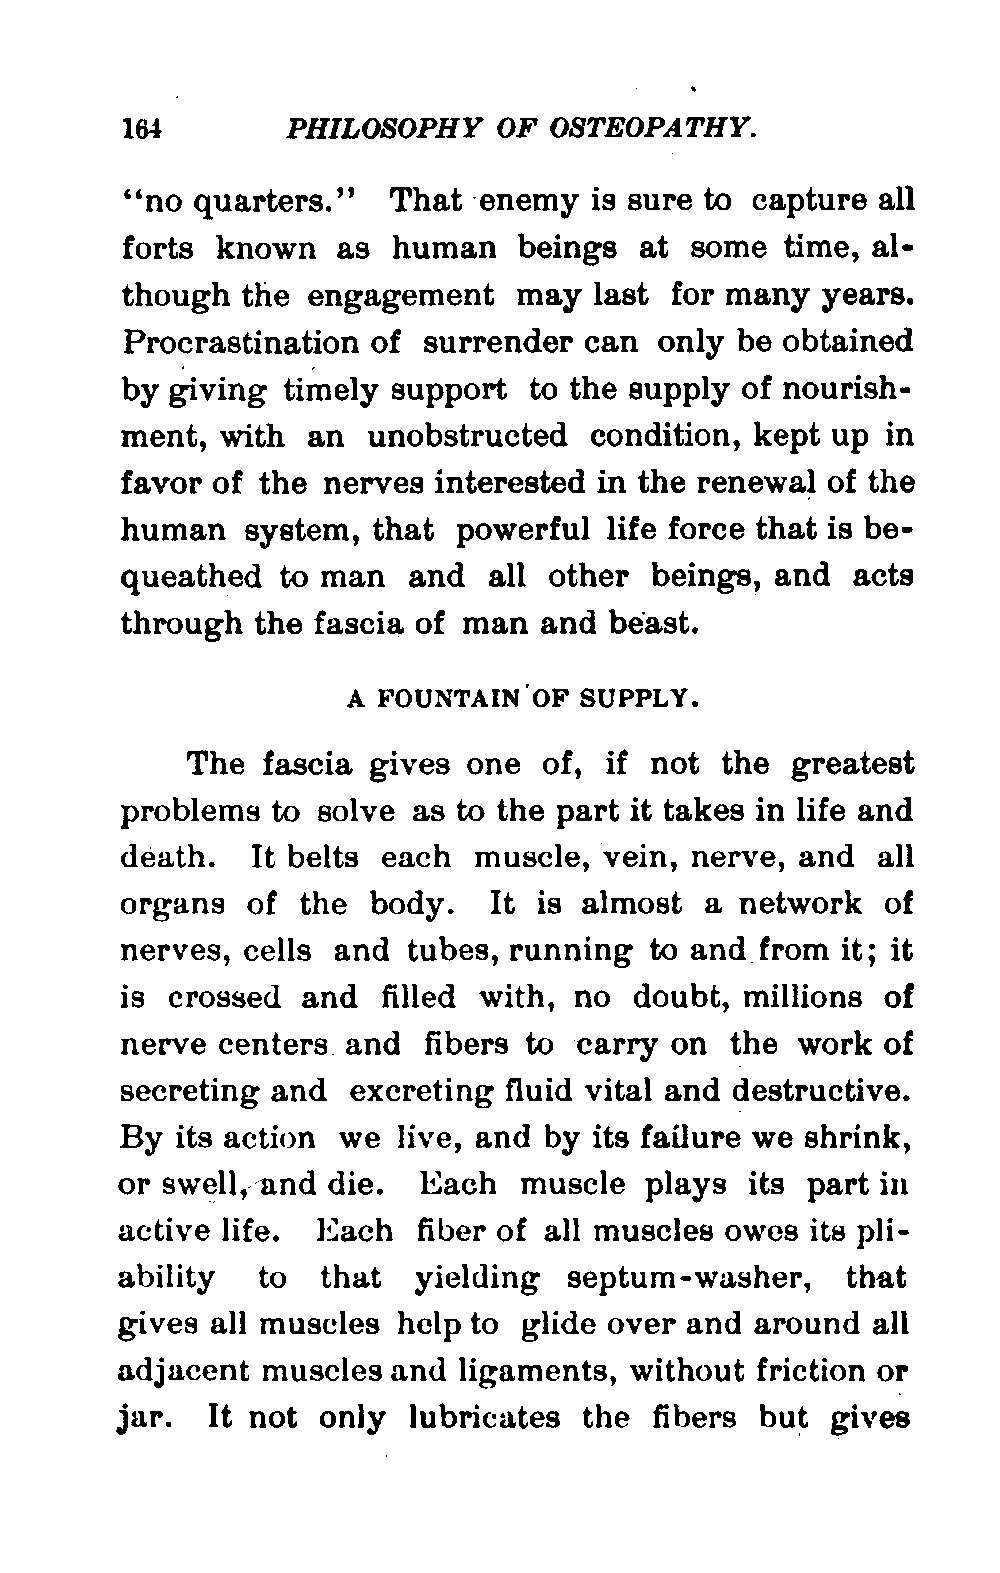 164 PHILOSOPHY OF OSTEOPATHY.
“no quarters.” That enemy is sure to capture all
forts known as human beings at some time, al-
though the engagement may last for many years.
Procrastination of surrender can only be obtained
by giving timely support to the supply of nourish-
ment, with an unobstructed condition, kept up in
favor of the nerves interested in the renewal of the
human system, that powerful life force that is be-
queathed to man and all other beings, and acts
through the fascia of man and beast.
A FOUNTAIN OF SUPPLY.
The fascia gives one of, if not the greatest
problems to solve as to the part it takes in life and
death. It belts each muscle, vein, nerve, and all
organs of the body. It is almost a network of
nerves, cells and tubes, running to and from it; it
is crossed and filled with, no doubt, millions of
nerve centers and fibers to carry on the work of
secreting and excreting fluid vital and destructive.
By its action we live, and by its failure we shrink,
or swell, and die. Each muscle plays its part in
active life. Each fiber of all muscles owes its pli-
ability to that yielding septum-washer, that
gives all muscles help to glide over and around all
adjacent muscles and ligaments, without friction or
jar. It not only lubricates the fibers but gives